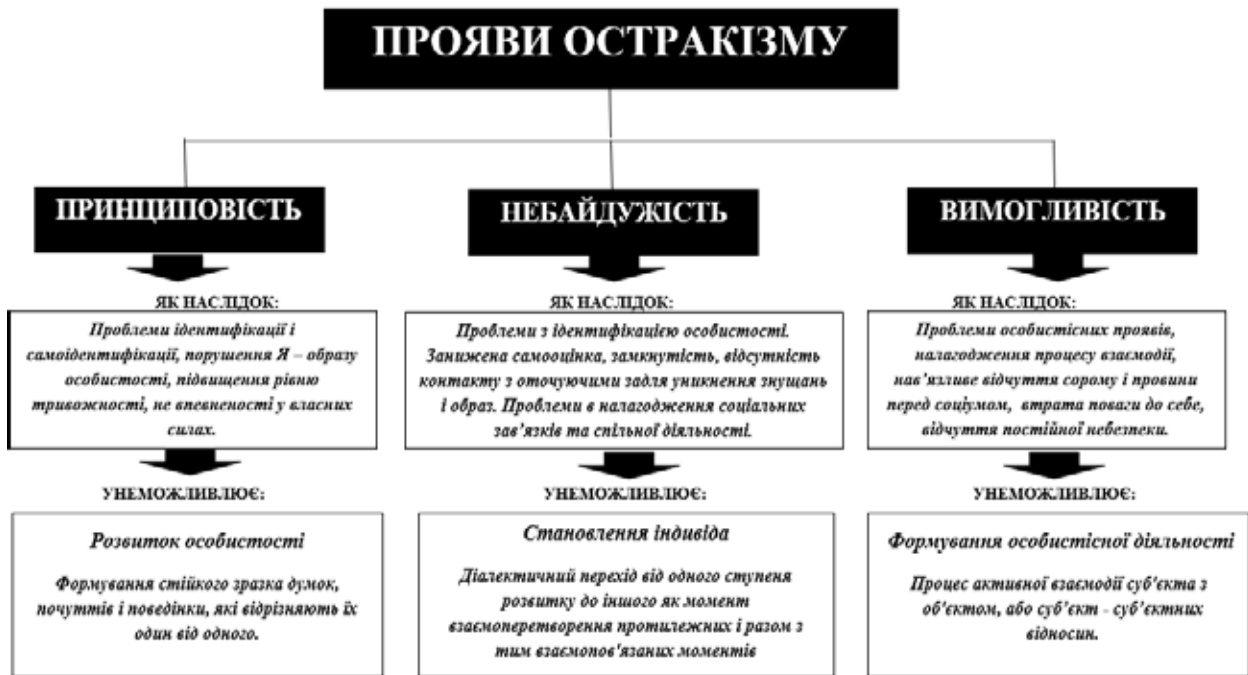 ПРОЯВИ ОСТРАКІЗМУ
ПРИНЦИПОВІСТЬ
ЯК НАСЛІДОК:
Проблеми ідентифікації і
самоідентифікації, порушення Я – образу
особистості, підвищення рівню
тривожності, не впевненості у власних
силах.
УНЕМОЖЛИВЛЮЄ:
Розвиток особистості
Формування стійкого зразка думок,
почуттів і поведінки, які відрізняють їх
один від одного.
НЕБАЙДУЖІСТЬ
ЯК НАСЛІДОК:
Проблеми з ідентифікацією особистості.
Занижена самооцінка, замкнутість, відсутність
контакту з оточуючими задля уникнення знущань
і образ. Проблеми в налагодження соціальних
зав’язків та спільної діяльності.
УНЕМОЖЛИВЛЮЄ:
Становлення індивіда
Діалектичний перехід від одного ступеня
розвитку до іншого як момент
взаємоперетворення протилежних і разом з
тим взаємопов’язаних моментів
ВИМОГЛИВІСТЬ
ЯК НАСЛІДОК:
Проблеми особистісних проявів,
налагодження процесу взаємодії,
нав’язливе відчуття сорому і провини
перед соціумом, втрата поваги до себе,
відчуття постійної небезпеки.
УНЕМОЖЛИВЛЮЄ:
Формування особистісної діяльності
Процес активної взаємодії суб’єкта з
об’єктом, або суб’єкт - суб’єктних
відносин.